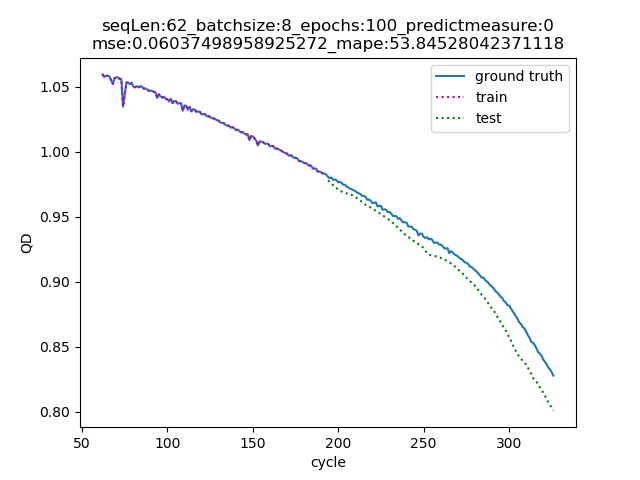 seqLen:62_batchsize:8_epochs:100_predictmeasure:0
mse:0.06037498958925272_mape:53.84528042371118
ground truth
train
test
1.05
1.00
0.95
0.90
0.85
0.80
QD
50
100
150
200
250
300
cycle